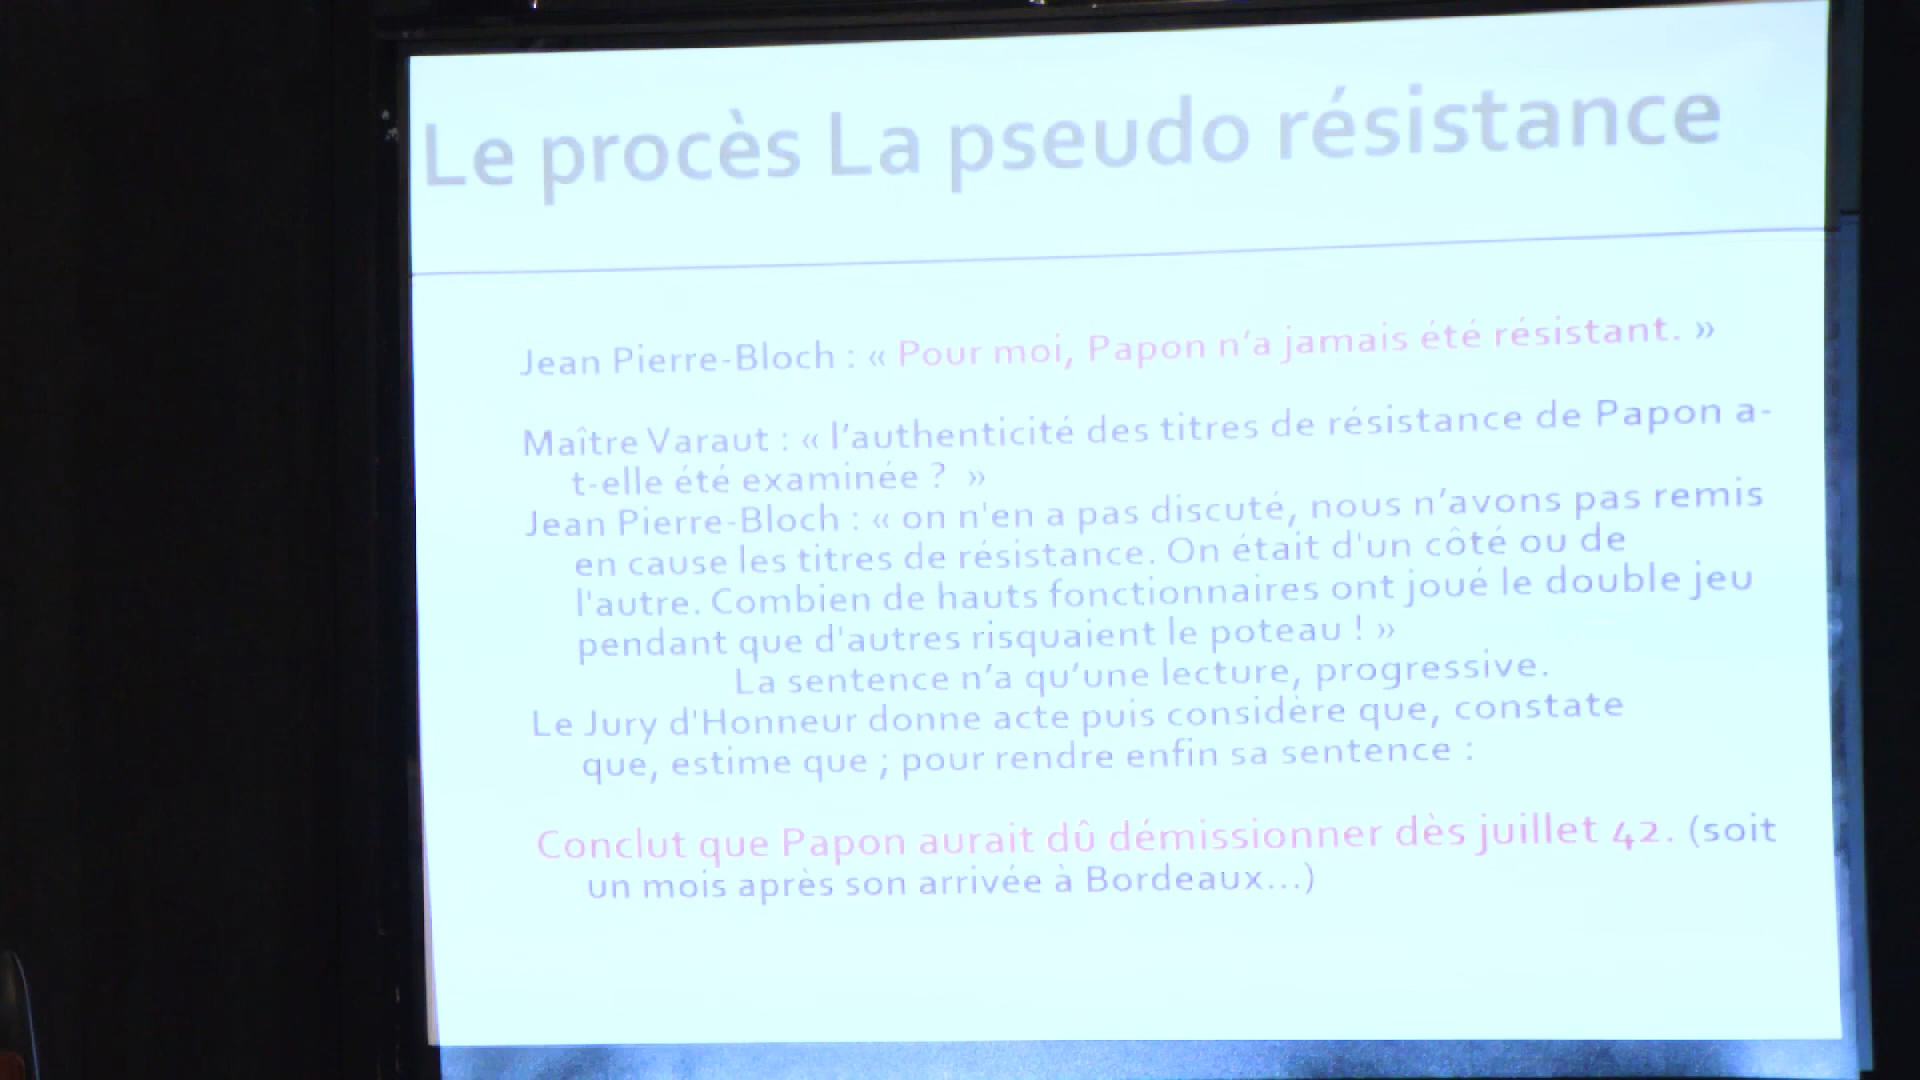 Le procès La pseudo résistance
Jean Pierre-Bloch : « Pour moi, Papon n’a jamais été résistant. »
Maître Varaut : « l’authenticité des titres de résistance de Papon a-
t-elle été examinée ?  »
Jean Pierre-Bloch : « on n'en a pas discuté, nous n’avons pas remis
en cause les titres de résistance. On était d'un côté ou de
l'autre. Combien de hauts fonctionnaires ont joué le double jeu
pendant que d'autres risquaient le poteau ! »
La sentence n’a qu’une lecture, progressive.
Le Jury d'Honneur donne acte puis considère que, constate
que, estime que ; pour rendre enfin sa sentence :
Conclut que Papon aurait dû démissionner dès juillet 42. (soit
un mois après son arrivée à Bordeaux...)